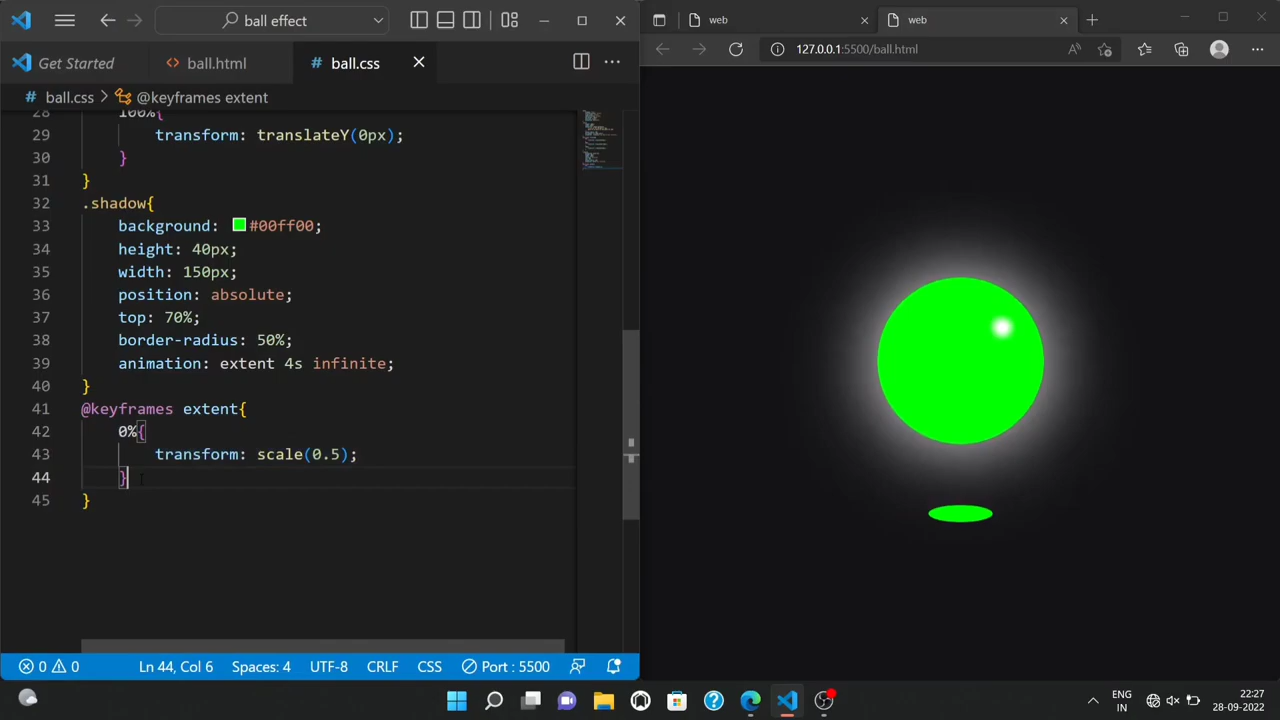 ball effect
Get Started
ball.html
# ball.css
# ball.css > @keyframes extent
28 100%{
29 transform: translateY(0px);
30 }
31 }
32 .shadow{
33 background: #00ff00;
34 height: 40px;
35 width: 150px;
36 position: absolute;
37 top: 70%;
38 border-radius: 50%;
39 animation: extent 4s infinite;
40 }
41 @keyframes extent{
42 0%{
43 transform: scale(0.5);
44 }
45 }
0 0 Ln 44, Col 6 Spaces: 4 UTF-8 CRLF CSS Port : 5500
web
web
127.0.0.1:5500/ball.html
ENG
IN
22:27
28-09-2022